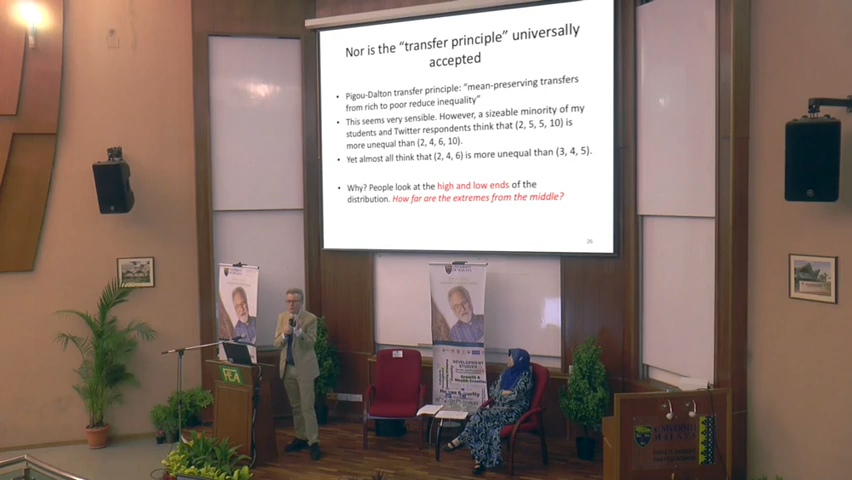 Nor is the “transfer principle” universally
accepted
• Pigou-Dalton transfer principle: “mean-preserving transfers
from rich to poor reduce inequality”
• This seems very sensible. However, a sizeable minority of my
students and Twitter respondents think that (2, 5, 5, 10) is
more unequal than (2, 4, 6, 10).
• Yet almost all think that (2, 4, 6) is more unequal than (3, 4, 5).
• Why? People look at the high and low ends of the
distribution. How far are the extremes from the middle?
26
DEVELOPMENT
STUDIES
Growth &
UNIVERSITI